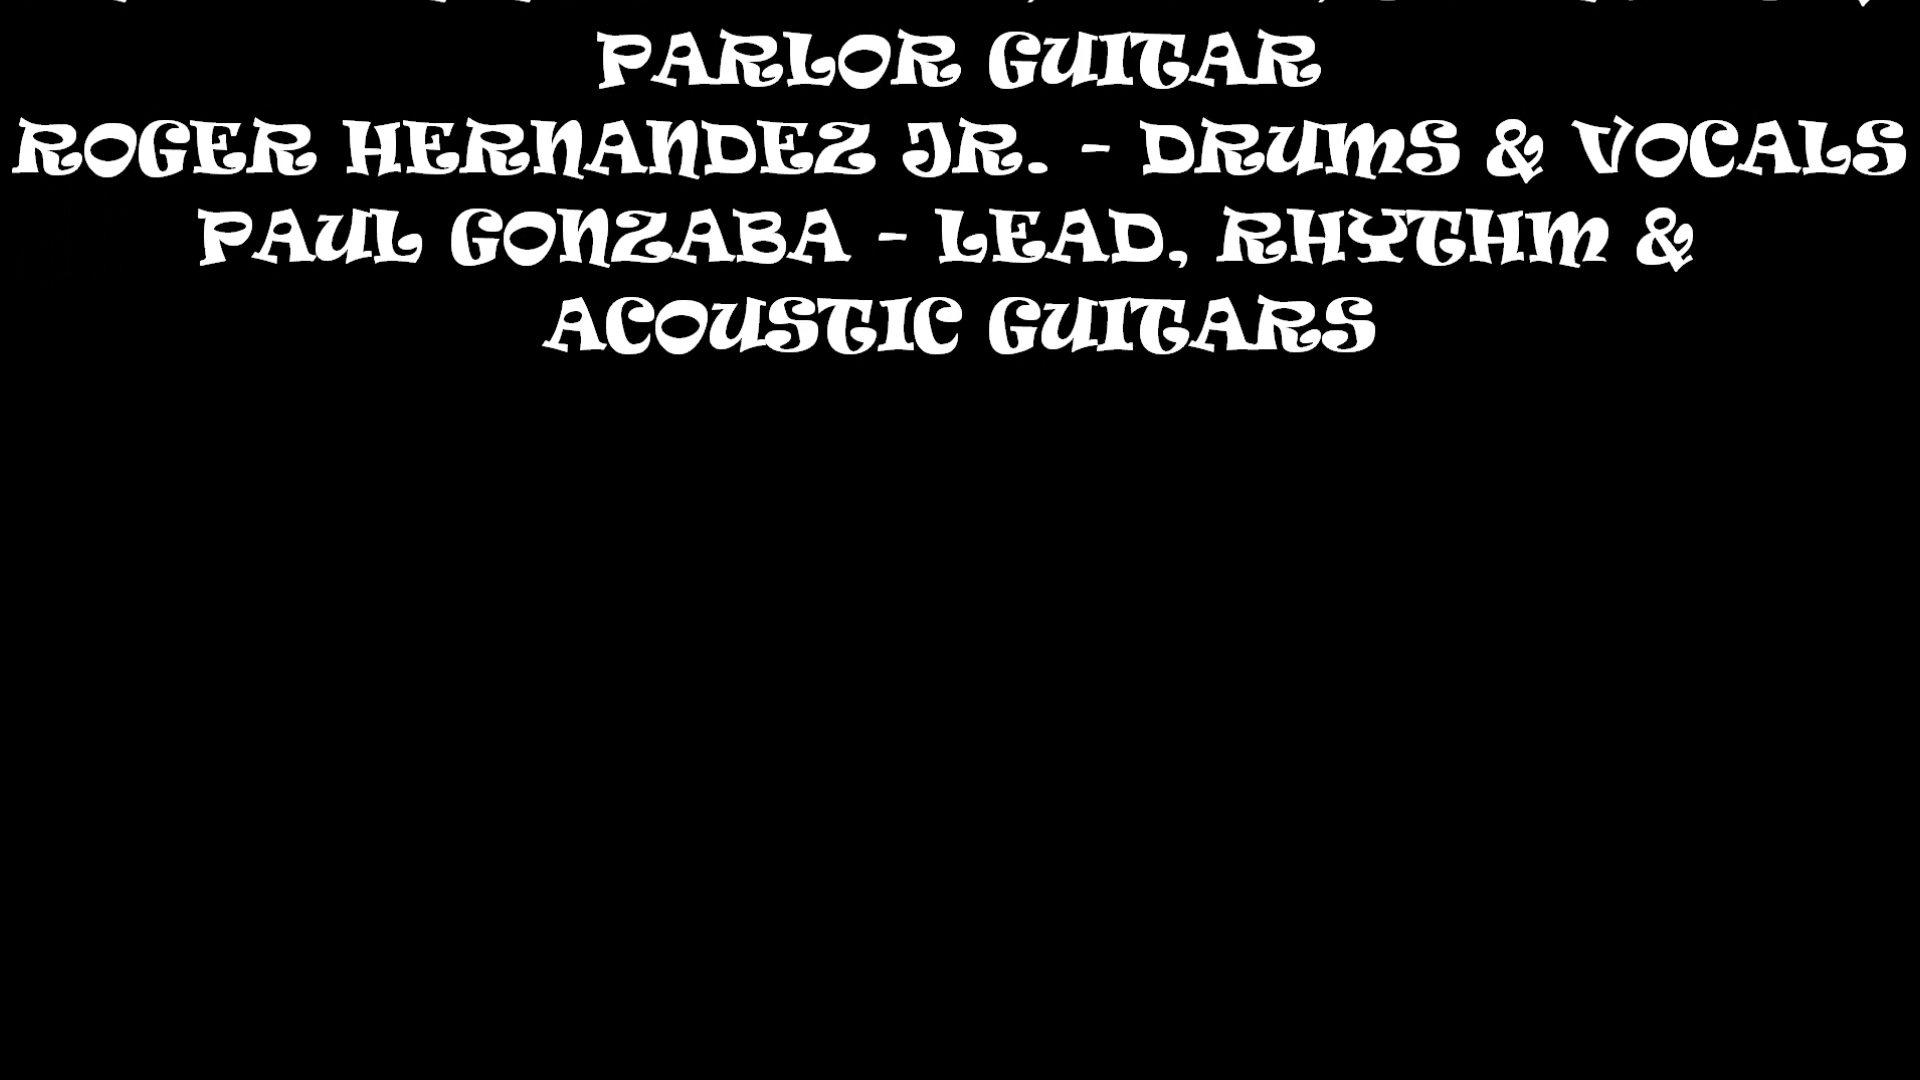 PARLOR GUITAR
ROGER HERNANDEZ JR. - DRUMS & VOCALS
PAUL GONZABA - LEAD, RHYTHM &
ACOUSTIC GUITARS